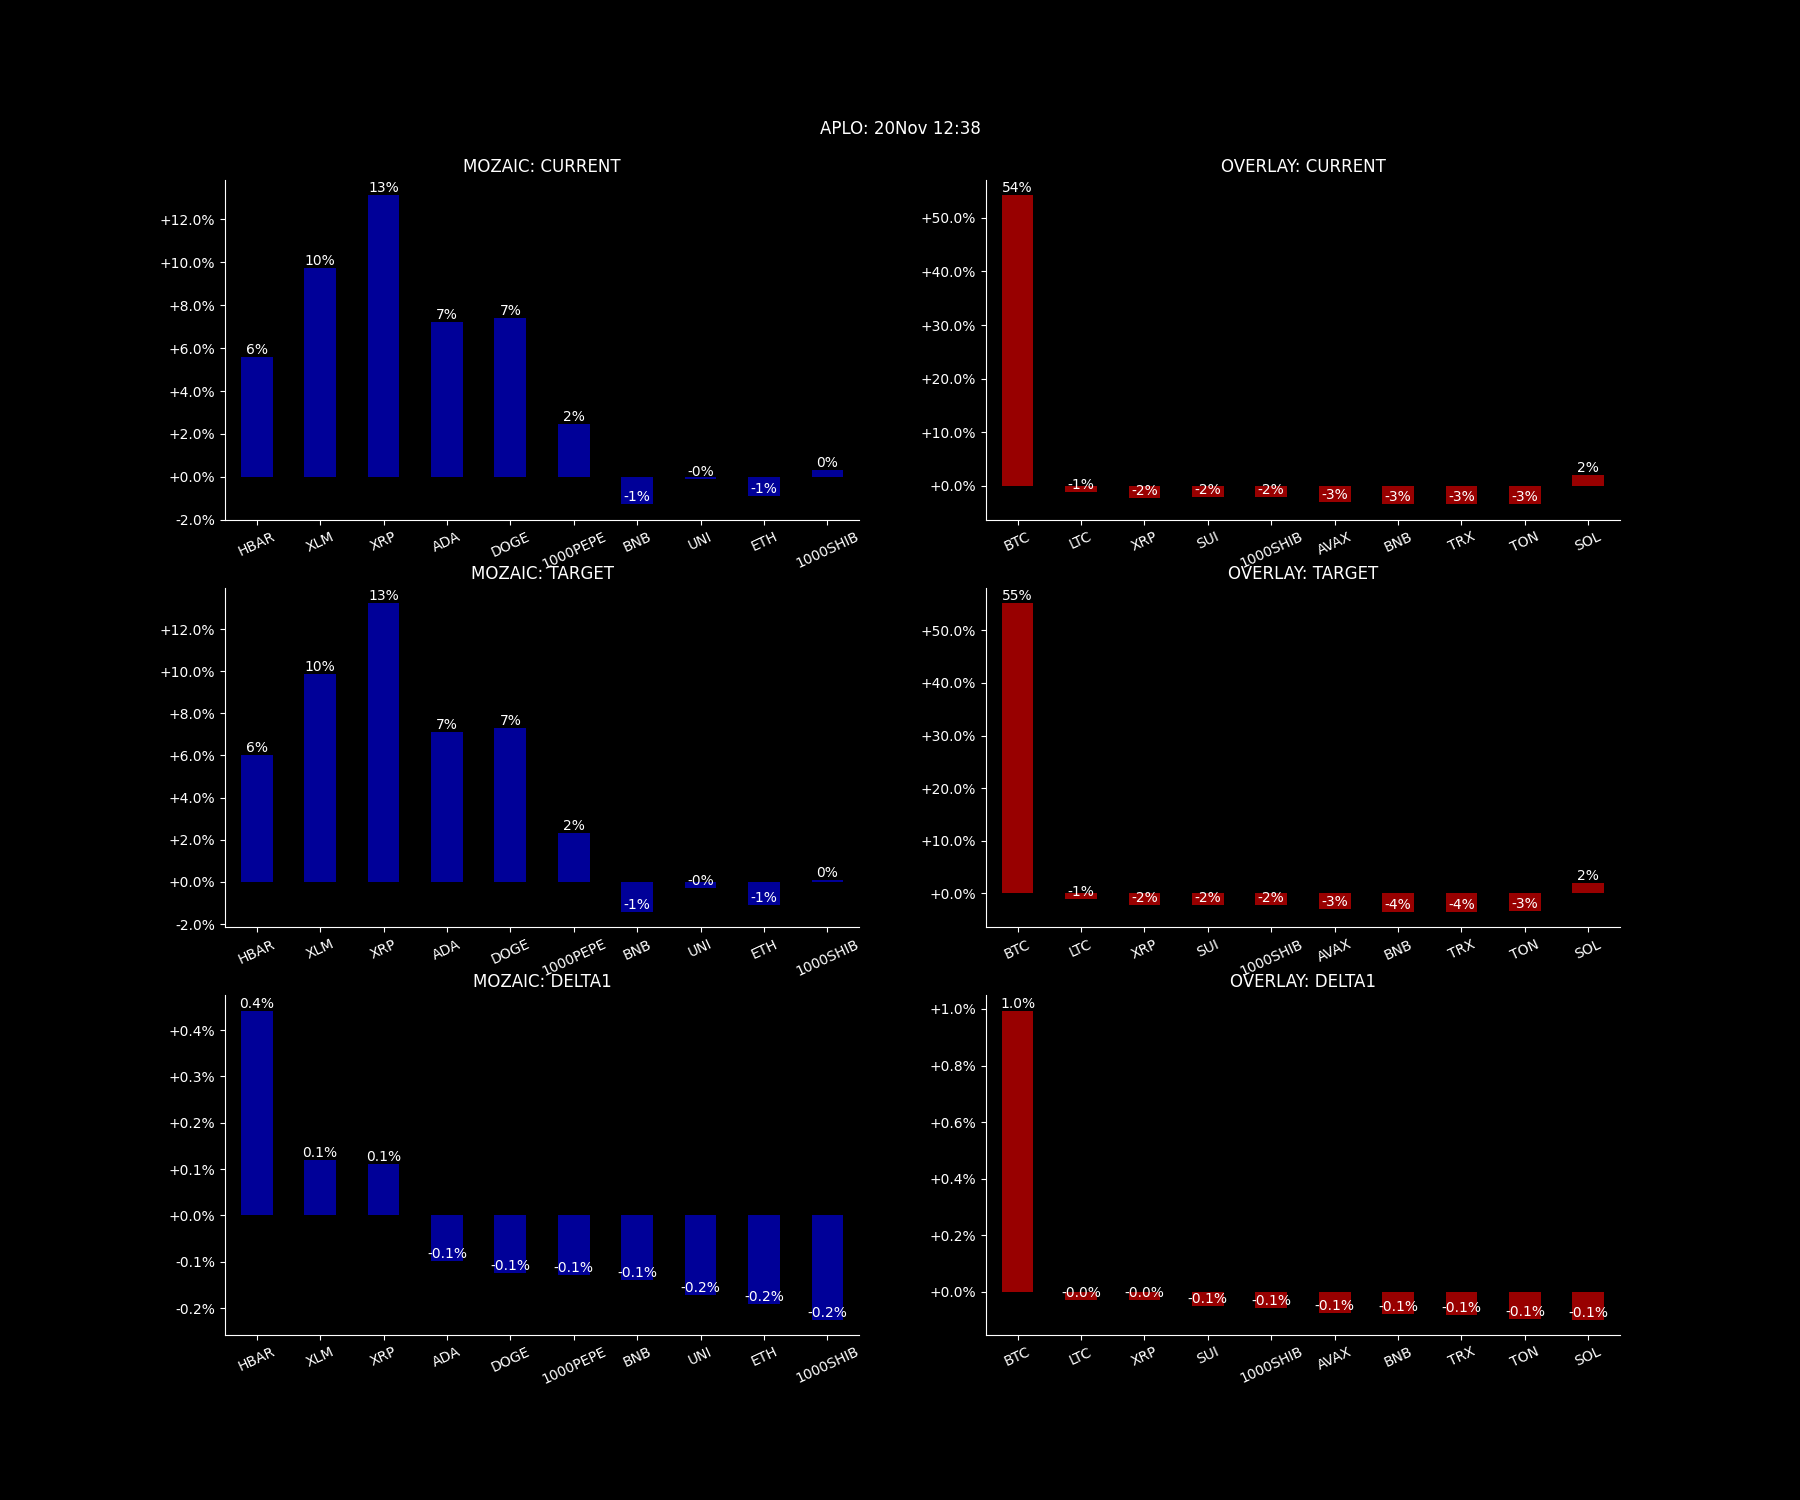 APLO: 20Nov 12:38
MOZAIC: CURRENT
+12.0%
+10.0%
+8.0%
+6.0%
+4.0%
+2.0%
+0.0%
-2.0%
6%
10%
13%
7%
7%
2%
-1%
-0%
-1%
0%
HBAR
XLM
XRP
ADA
DOGE
1000PEPE
BNB
UNI
ETH
1000SHIB
OVERLAY: CURRENT
+50.0%
+40.0%
+30.0%
+20.0%
+10.0%
+0.0%
54%
-1%
-2%
-2%
-2%
-3%
-3%
-3%
-3%
2%
BTC
LTC
XRP
SUI
1000SHIB
AVAX
BNB
TRX
TON
SOL
MOZAIC: TARGET
+12.0%
+10.0%
+8.0%
+6.0%
+4.0%
+2.0%
+0.0%
-2.0%
6%
10%
13%
7%
7%
2%
-1%
-0%
-1%
0%
HBAR
XLM
XRP
ADA
DOGE
1000PEPE
BNB
UNI
ETH
1000SHIB
OVERLAY: TARGET
+50.0%
+40.0%
+30.0%
+20.0%
+10.0%
+0.0%
55%
-1%
-2%
-2%
-2%
-3%
-4%
-4%
-3%
2%
BTC
LTC
XRP
SUI
1000SHIB
AVAX
BNB
TRX
TON
SOL
MOZAIC: DELTA1
+0.4%
+0.3%
+0.2%
+0.1%
+0.0%
-0.1%
-0.2%
0.4%
0.1%
0.1%
-0.1%
-0.1%
-0.1%
-0.1%
-0.2%
-0.2%
-0.2%
HBAR
XLM
XRP
ADA
DOGE
1000PEPE
BNB
UNI
ETH
1000SHIB
OVERLAY: DELTA1
+1.0%
+0.8%
+0.6%
+0.4%
+0.2%
+0.0%
1.0%
-0.0%
-0.0%
-0.1%
-0.1%
-0.1%
-0.1%
-0.1%
-0.1%
-0.1%
BTC
LTC
XRP
SUI
1000SHIB
AVAX
BNB
TRX
TON
SOL